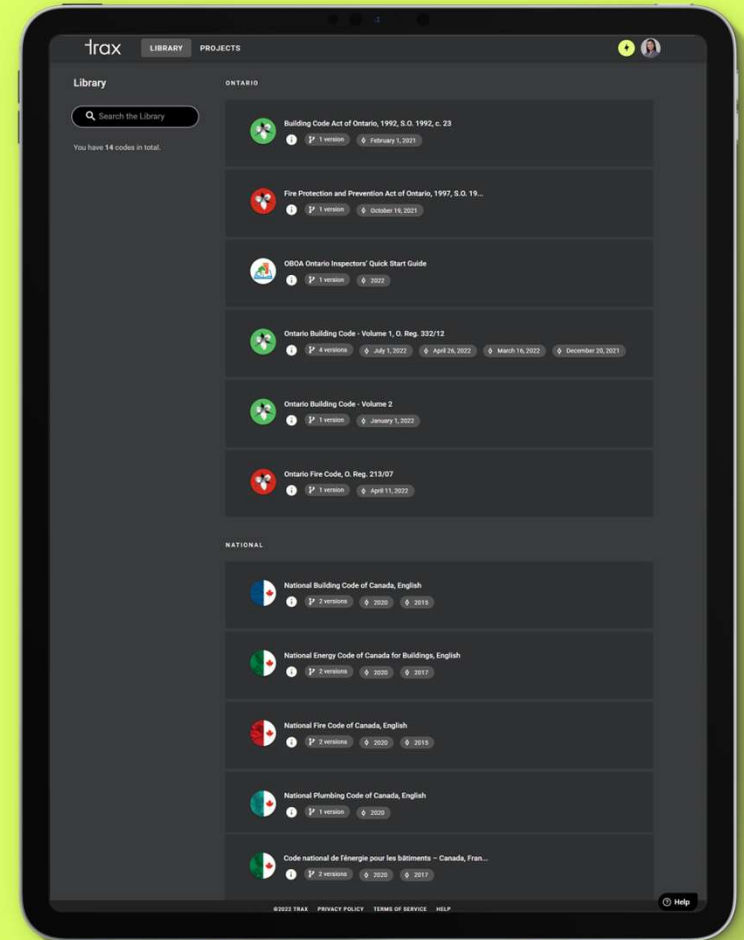 trax LIBRARY PROJECTS
Library
Search the Library
You have 14 codes in total.
ONTARIO
Building Code Act of Ontario, 1992, S.O. 1992, c. 23
1 version February 1, 2021
Fire Protection and Prevention Act of Ontario, 1997, S.O. 19...
1 version October 19, 2021
OBOA Ontario Inspectors' Quick Start Guide
1 version 2022
Ontario Building Code - Volume 1, O. Reg. 332/12
4 versions July 1, 2022 April 26, 2022 March 16, 2022 December 20, 2021
Ontario Building Code - Volume 2
1 version January 1, 2022
Ontario Fire Code, O. Reg. 213/07
1 version April 11, 2022
NATIONAL
National Building Code of Canada, English
2 versions 2020 2015
National Energy Code of Canada for Buildings, English
2 versions 2020 2017
National Fire Code of Canada, English
2 versions 2020 2015
National Plumbing Code of Canada, English
1 version 2020
Code national de l'énergie pour les bâtiments – Canada, Fran...
2 versions 2020 2017
Help
©2022 TRAX PRIVACY POLICY TERMS OF SERVICE HELP